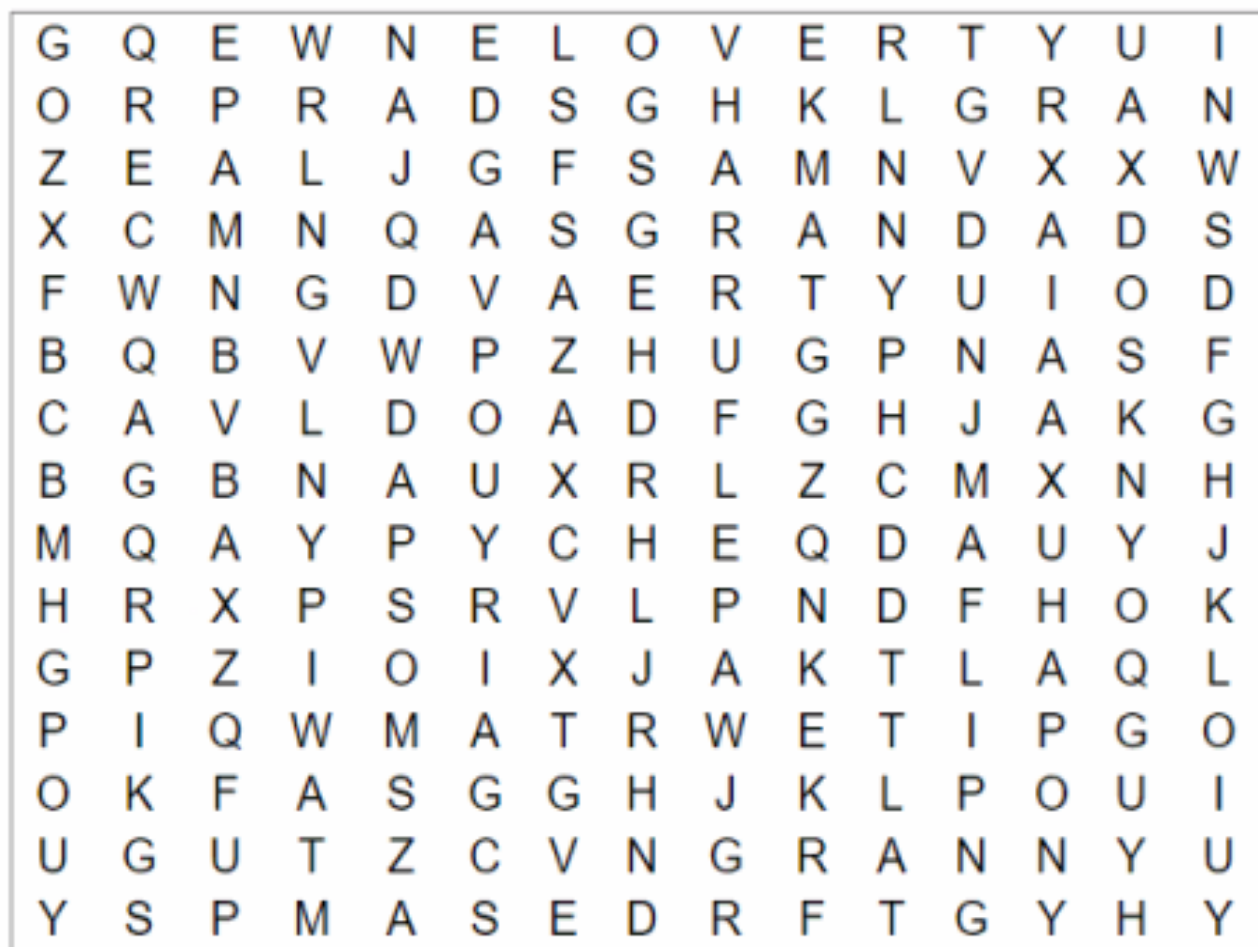 G Q E W N E L O V E R T Y U I
O R P R A D S G H K L G R A N
Z E A L J G F S A M N V X X W
X C M N Q A S G R A N D A D S
F W N G D V A E R T Y U I O D
B Q B V W P Z H U G P N A S F
C A V L D O A D F G H J A K G
B G B N A U X R L Z C M X N H
M Q A Y P Y C H E Q D A U Y J
H R X P S R V L P N D F H O K
G P Z I O I X J A K T L A Q L
P I Q W M A T R W E T I P G O
O K F A S G G H J K L P O U I
U G U T Z C V N G R A N N Y U
Y S P M A S E D R F T G Y H Y